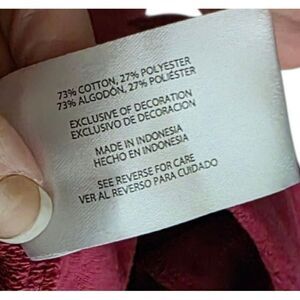 73% COTTON, 27% POLYESTER
73% ALGODÓN, 27% POLIÉSTER
EXCLUSIVE OF DECORATION
EXCLUSIVO DE DECORACION
MADE IN INDONESIA
HECHO EN INDONESIA
SEE REVERSE FOR CARE
VER AL REVERSO PARA CUIDADO